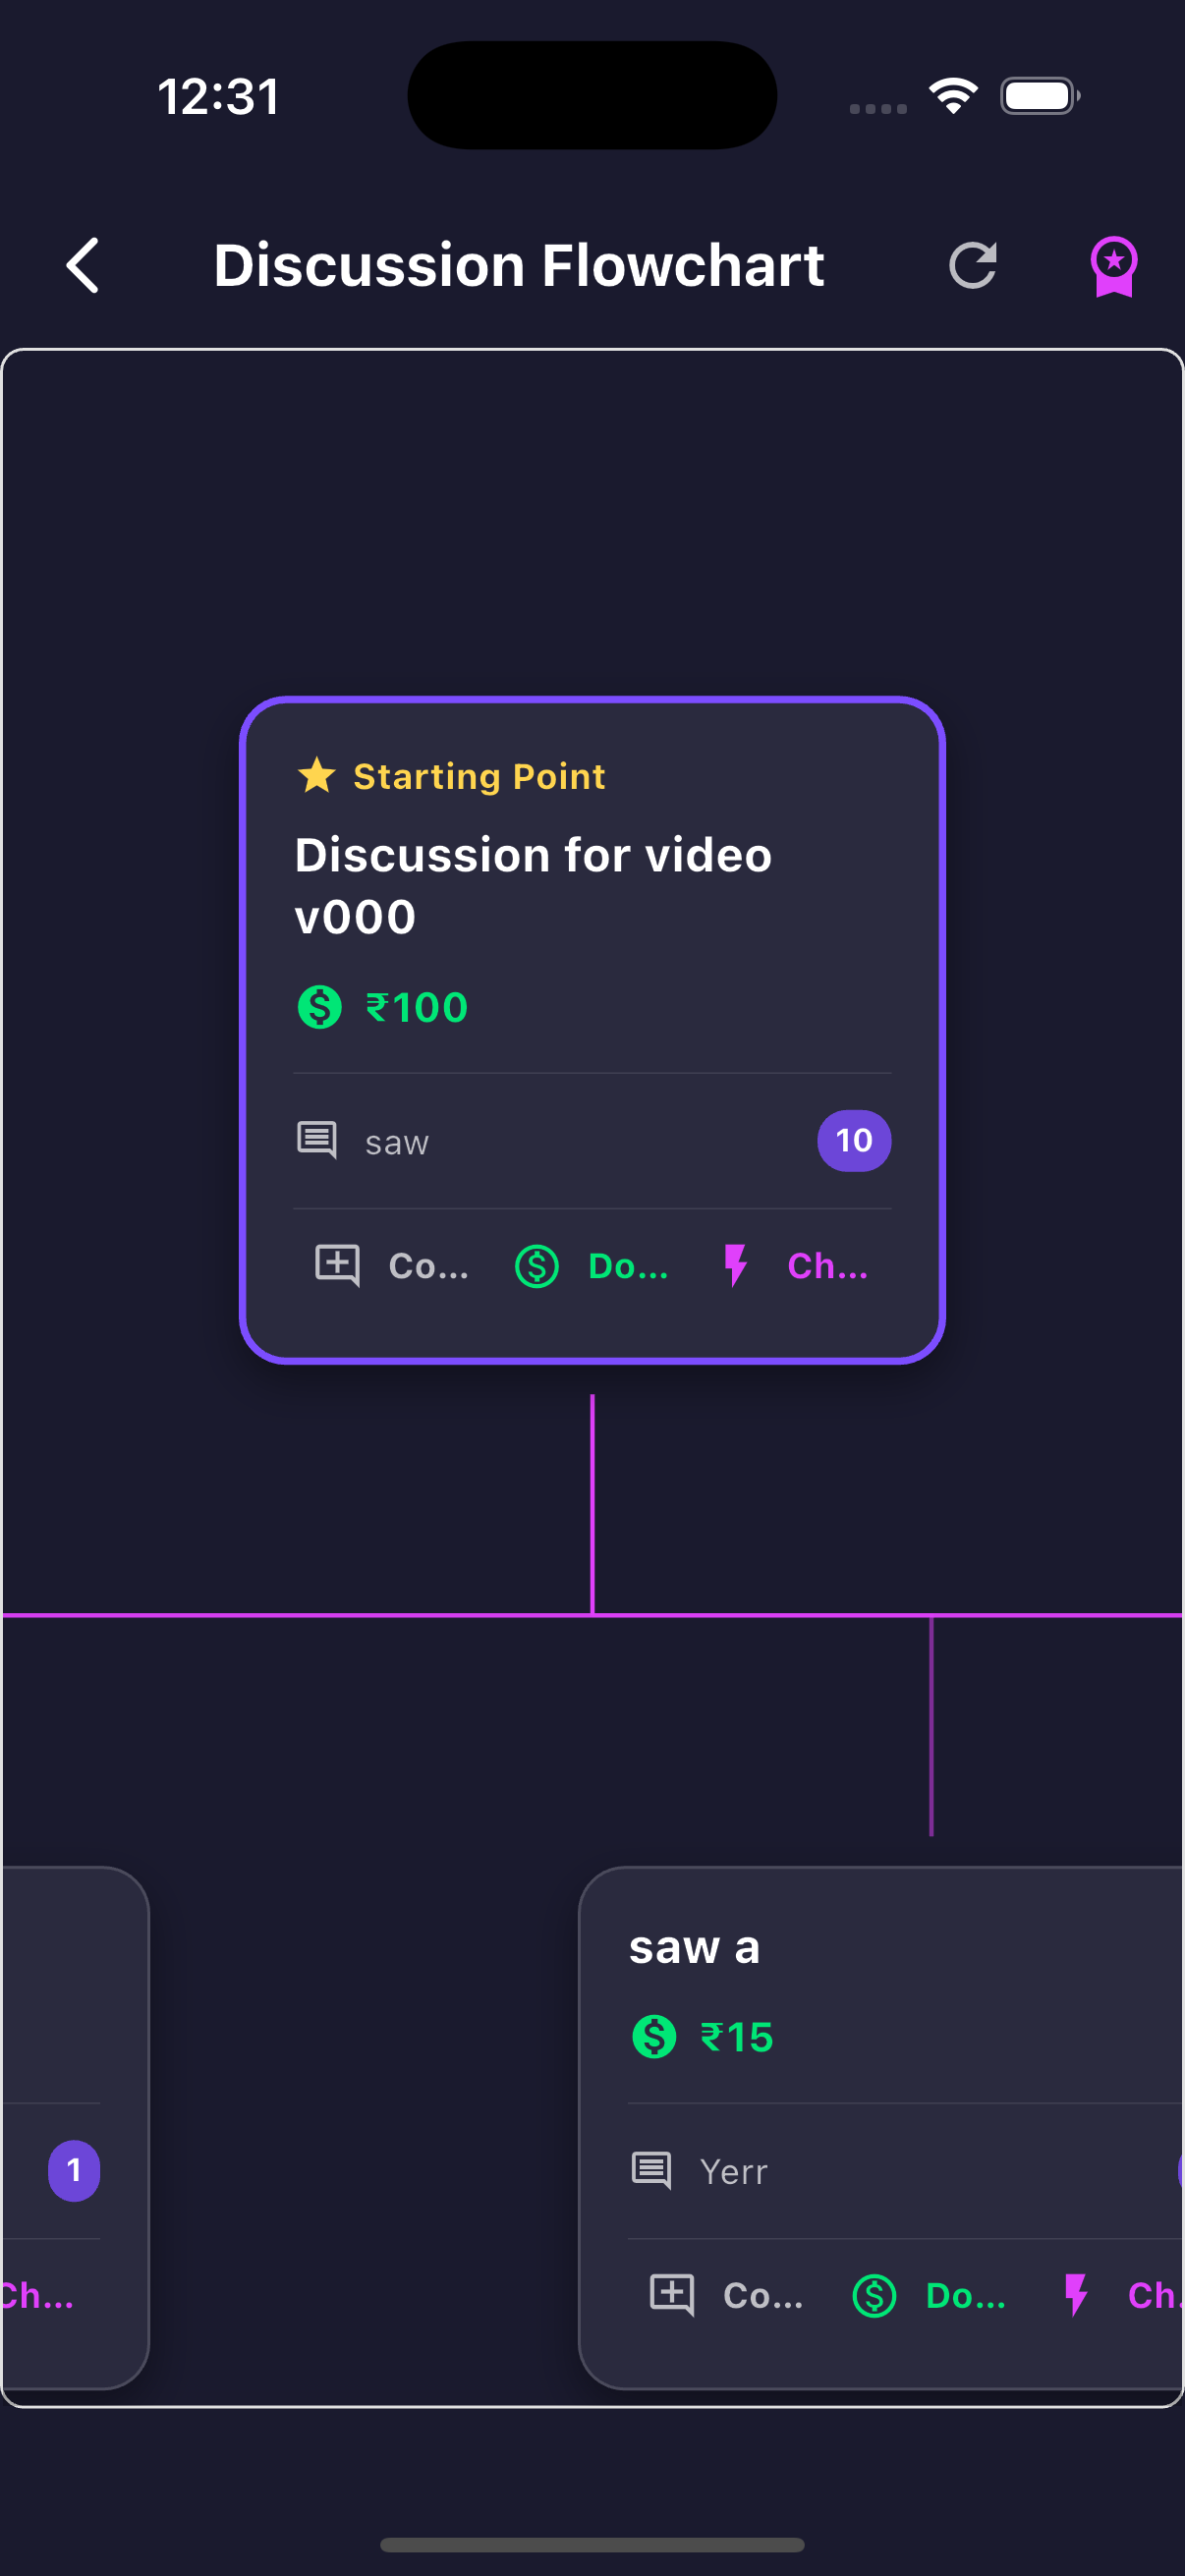 12:31
Discussion Flowchart
Starting Point
Discussion for video
v000
₹100
saw
10
Co...
Do...
Ch...
saw a
₹15
1
Yerr
Ch...
Co...
Do...
Ch.